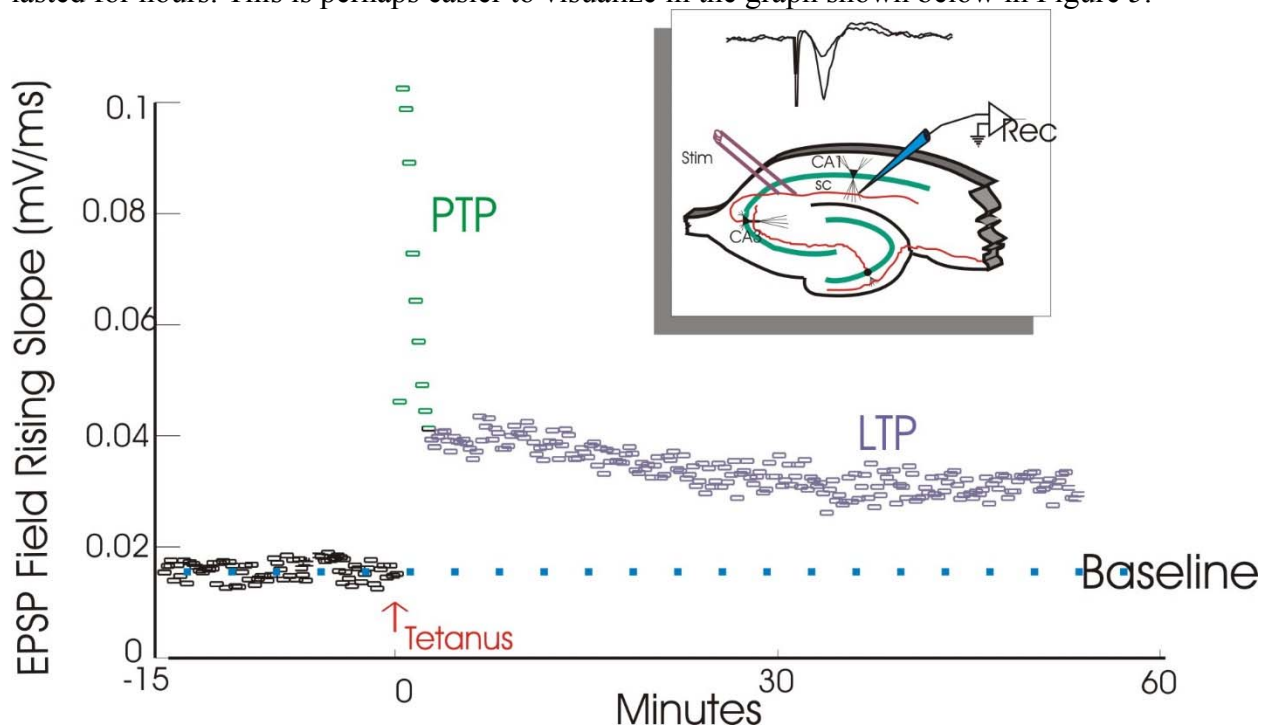 lasted for hours. This is perhaps easier to visualize in the graph shown below in Figure 3.
EPSP Field Rising Slope (mV/ms)
0.1
0.08
0.06
0.04
0.02
0
PTP
LTP
Stim
CA1
SC
Rec
CA3
Baseline
Tetanus
-15
0
30
60
Minutes